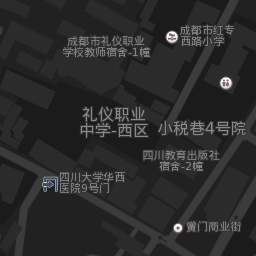 成都市红专
西路小学
成都市礼仪职业
学校教师宿舍-1幢
礼仪职业
中学-西区
小税巷4号院
四川教育出版社
宿舍-2幢
四川大学华西
医院9号门
黉门商业街